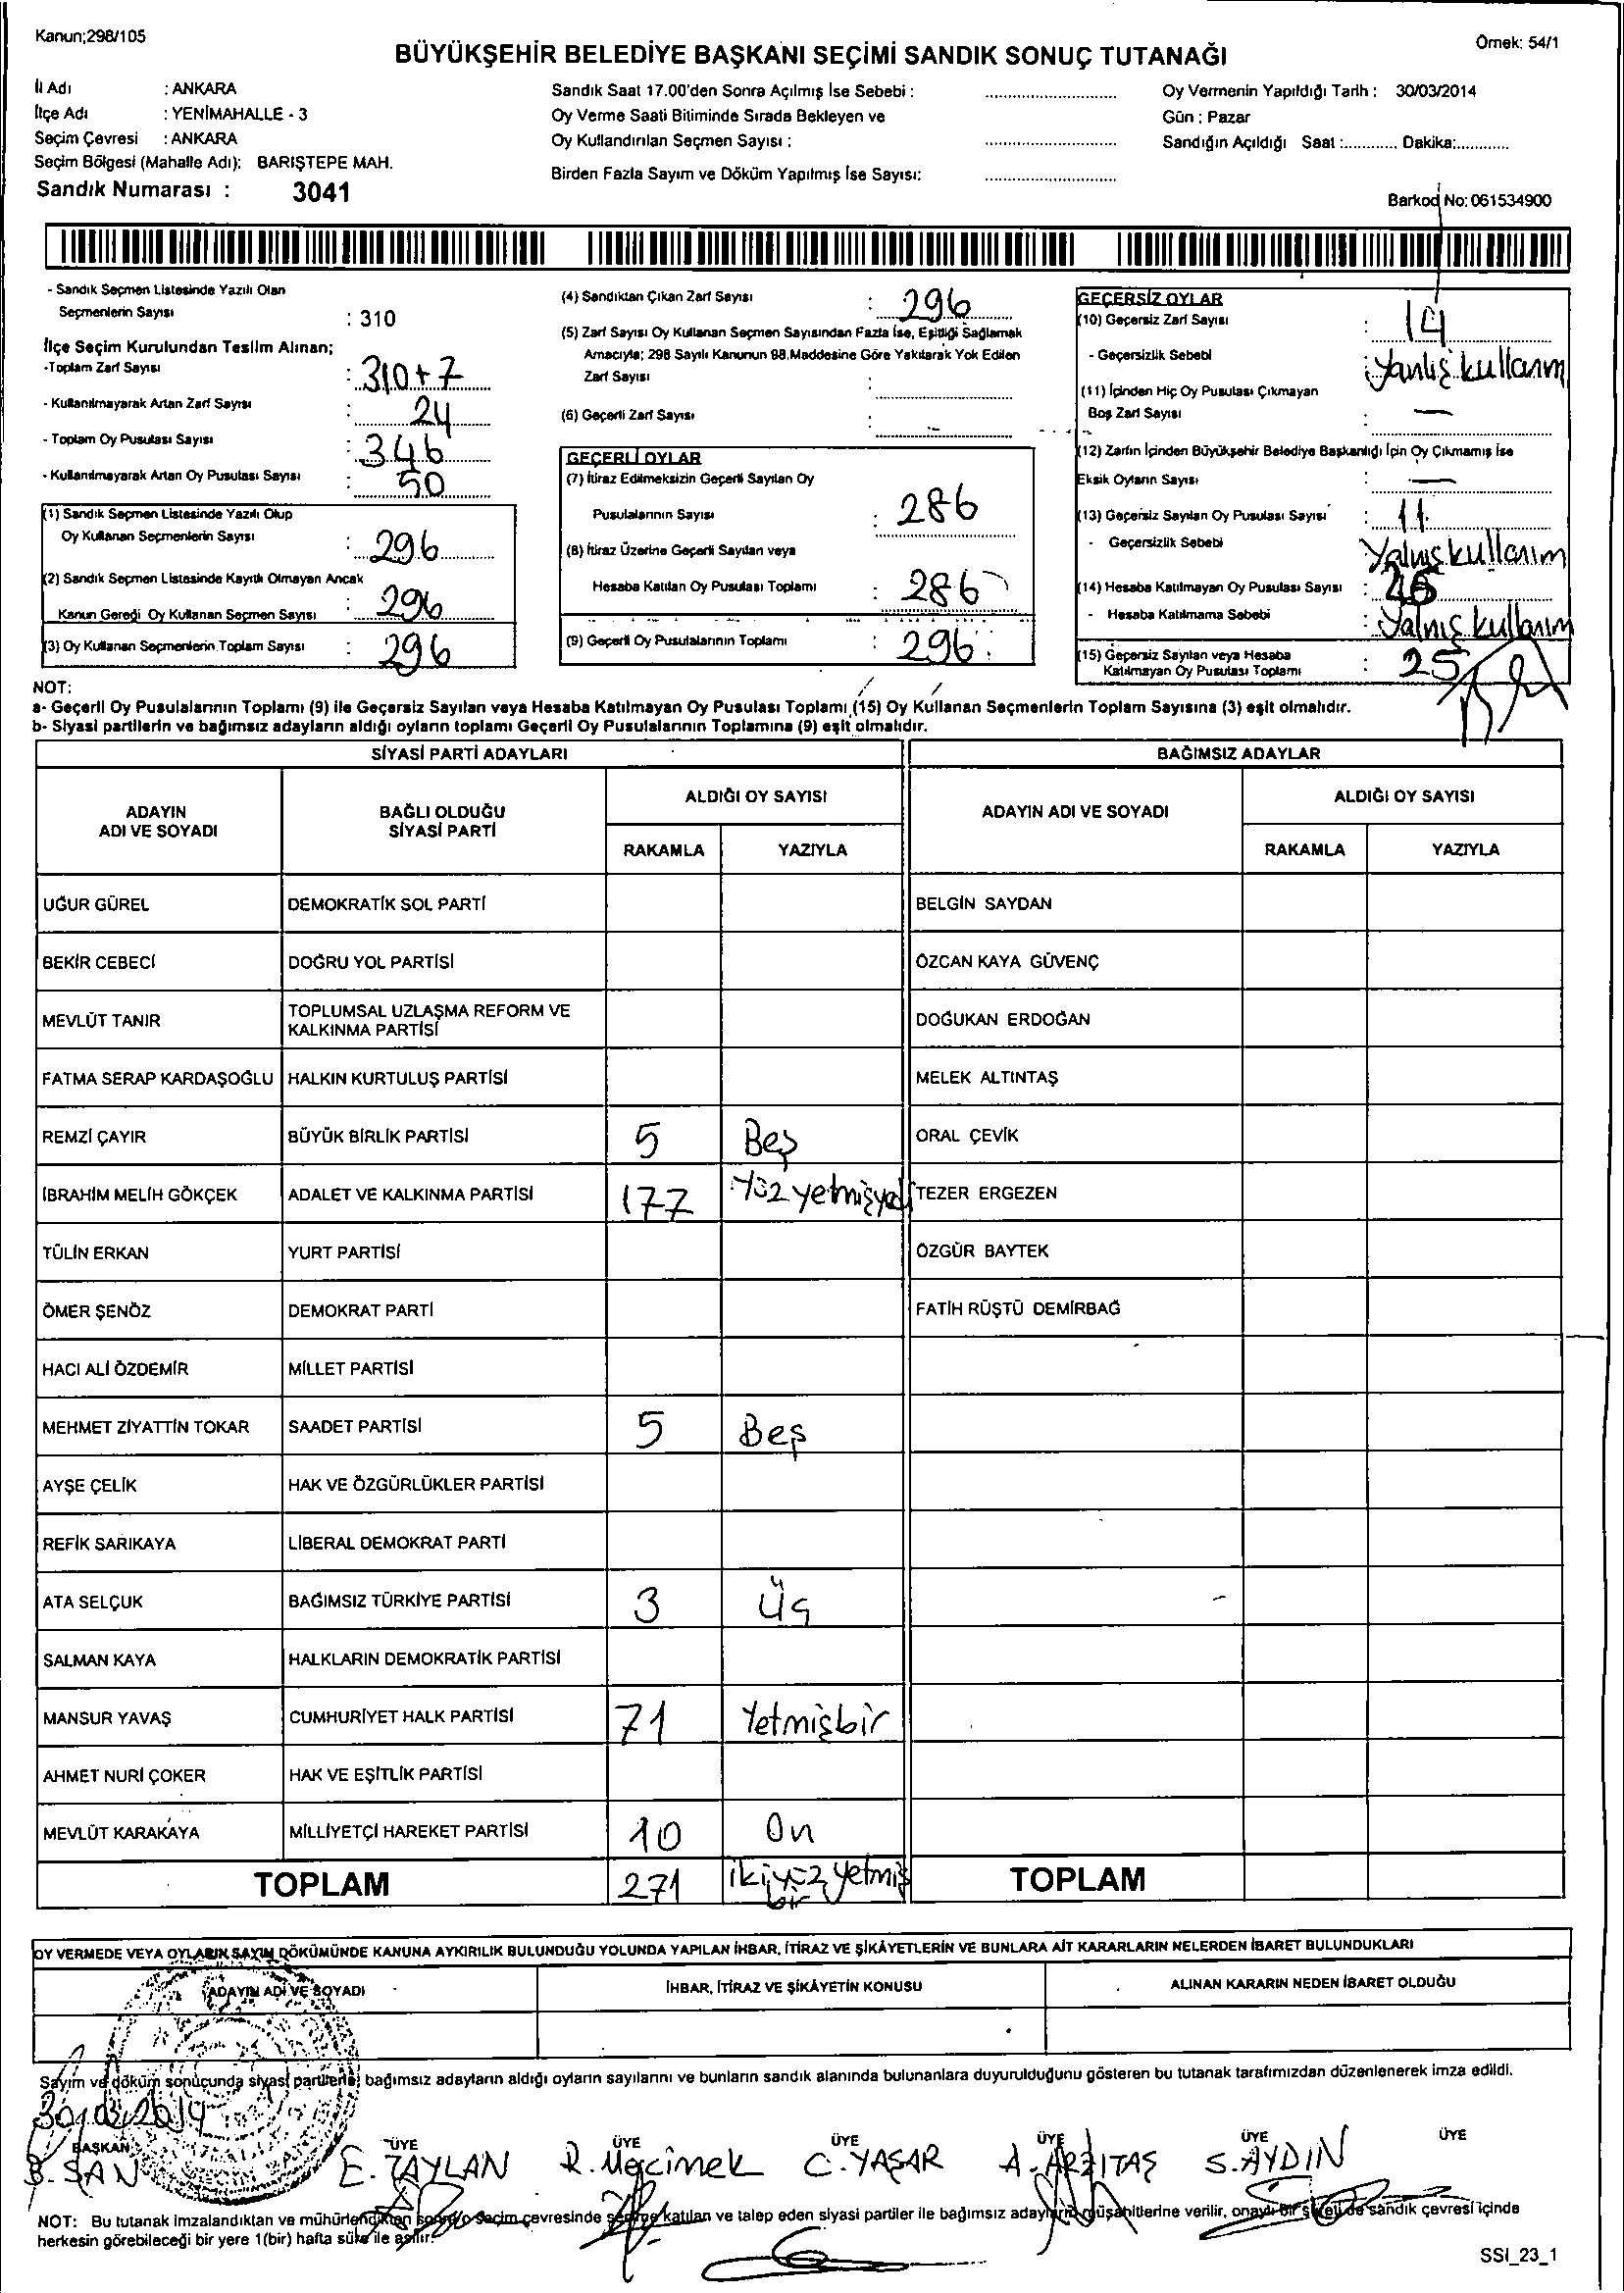 Kanun;298/105
Örnek: 54/1
BÜYÜKŞEHİR BELEDİYE BAŞKANI SEÇİMİ SANDIK SONUÇ TUTANAĞI
İl Adı : ANKARA
İlçe Adı : YENİMAHALLE - 3
Seçim Çevresi : ANKARA
Seçim Bölgesi (Mahalle Adı): BARIŞTEPE MAH.
Sandık Numarası : 3041
Sandık Saat 17.00'den Sonra Açılmış İse Sebebi : ............
Oy Verme Saati Bitiminde Sırada Bekleyen ve
Oy Kullandırılan Seçmen Sayısı : ............
Birden Fazla Sayım ve Döküm Yapılmış İse Sayısı: ............
Oy Vermenin Yapıldığı Tarih : 30/03/2014
Gün : Pazar
Sandığın Açıldığı Saat :............ Dakika:............
Barkod No: 061534900
- Sandık Seçmen Listesinde Yazılı Olan
Seçmenlerin Sayısı : 310
İlçe Seçim Kurulundan Teslim Alınan;
-Toplam Zarf Sayısı : 310+7
- Kullanılmayarak Artan Zarf Sayısı : 24
- Toplam Oy Pusulası Sayısı : 346
- Kullanılmayarak Artan Oy Pusulası Sayısı : 50
(1) Sandık Seçmen Listesinde Yazılı Olup
Oy Kullanan Seçmenlerin Sayısı : 296
(2) Sandık Seçmen Listesinde Kayıtlı Olmayan Ancak
Kanun Gereği Oy Kullanan Seçmen Sayısı : 296
(3) Oy Kullanan Seçmenlerin Toplam Sayısı : 296
(4) Sandıktan Çıkan Zarf Sayısı : 296
(5) Zarf Sayısı Oy Kullanan Seçmen Sayısından Fazla İse, Eşitliği Sağlamak
Amacıyla; 298 Sayılı Kanunun 98.Maddesine Göre Yakılarak Yok Edilen
Zarf Sayısı :
(6) Geçerli Zarf Sayısı :
GEÇERLİ OYLAR
(7) İtiraz Edilmeksizin Geçerli Sayılan Oy
Pusulalarının Sayısı : 286
(8) İtiraz Üzerine Geçerli Sayılan veya
Hesaba Katılan Oy Pusulası Toplamı : 286
(9) Geçerli Oy Pusulalarının Toplamı : 296
GEÇERSİZ OYLAR
(10) Geçersiz Zarf Sayısı : 14
- Geçersizlik Sebebi : Yanlış kullanım
(11) İçinden Hiç Oy Pusulası Çıkmayan
Boş Zarf Sayısı : —
(12) Zarfın İçinden Büyükşehir Belediye Başkanlığı İçin Oy Çıkmamış İse
Eksik Oyların Sayısı : —
(13) Geçersiz Sayılan Oy Pusulası Sayısı : 11
- Geçersizlik Sebebi Yalnış kullanım
(14) Hesaba Katılmayan Oy Pusulası Sayısı :
- Hesaba Katılmama Sebebi : Yalnış kullanım
(15) Geçersiz Sayılan veya Hesaba
Katılmayan Oy Pusulası Toplamı : 25
NOT:
a- Geçerli Oy Pusulalarının Toplamı (9) ile Geçersiz Sayılan veya Hesaba Katılmayan Oy Pusulası Toplamı (15) Oy Kullanan Seçmenlerin Toplam Sayısına (3) eşit olmalıdır.
b- Siyasi partilerin ve bağımsız adayların aldığı oyların toplamı Geçerli Oy Pusulalarının Toplamına (9) eşit olmalıdır.
SİYASİ PARTİ ADAYLARI BAĞIMSIZ ADAYLAR
ADAYIN ADI VE SOYADI BAĞLI OLDUĞU SİYASİ PARTİ ALDIĞI OY SAYISI ADAYIN ADI VE SOYADI ALDIĞI OY SAYISI
RAKAMLA YAZIYLA RAKAMLA YAZIYLA
UĞUR GÜREL DEMOKRATİK SOL PARTİ BELGİN SAYDAN
BEKİR CEBECİ DOĞRU YOL PARTİSİ ÖZCAN KAYA GÜVENÇ
MEVLÜT TANIR TOPLUMSAL UZLAŞMA REFORM VE KALKINMA PARTİSİ DOĞUKAN ERDOĞAN
FATMA SERAP KARDAŞOĞLU HALKIN KURTULUŞ PARTİSİ MELEK ALTINTAŞ
REMZİ ÇAYIR BÜYÜK BİRLİK PARTİSİ 5 Beş ORAL ÇEVİK
İBRAHİM MELİH GÖKÇEK ADALET VE KALKINMA PARTİSİ 177 Yüzyetmişyedi TEZER ERGEZEN
TÜLİN ERKAN YURT PARTİSİ ÖZGÜR BAYTEK
ÖMER ŞENÖZ DEMOKRAT PARTİ FATİH RÜŞTÜ DEMİRBAĞ
HACI ALİ ÖZDEMİR MİLLET PARTİSİ
MEHMET ZİYATTİN TOKAR SAADET PARTİSİ 5 Beş
AYŞE ÇELİK HAK VE ÖZGÜRLÜKLER PARTİSİ
REFİK SARIKAYA LİBERAL DEMOKRAT PARTİ
ATA SELÇUK BAĞIMSIZ TÜRKİYE PARTİSİ 3 Üç
SALMAN KAYA HALKLARIN DEMOKRATİK PARTİSİ
MANSUR YAVAŞ CUMHURİYET HALK PARTİSİ 71 Yetmişbir
AHMET NURİ ÇOKER HAK VE EŞİTLİK PARTİSİ
MEVLÜT KARAKAYA MİLLİYETÇİ HAREKET PARTİSİ 10 On
TOPLAM 271 ikiyüzyetmiş bir TOPLAM
OY VERMEDE VEYA OYLARIN SAYIM DÖKÜMÜNDE KANUNA AYKIRILIK BULUNDUĞU YOLUNDA YAPILAN İHBAR, İTİRAZ VE ŞİKÂYETLERİN VE BUNLARA AİT KARARLARIN NELERDEN İBARET BULUNDUKLARI
ADAYIN ADI VE SOYADI İHBAR, İTİRAZ VE ŞİKÂYETİN KONUSU ALINAN KARARIN NEDEN İBARET OLDUĞU
Sayım ve döküm sonucunda siyasi partilerle bağımsız adayların aldığı oyların sayılarını ve bunların sandık alanında bulunanlara duyurulduğunu gösteren bu tutanak tarafımızdan düzenlenerek imza edildi.
30/03/2014
BAŞKAN ÜYE ÜYE ÜYE ÜYE ÜYE ÜYE
B. ŞAN E. TAYLAN R. Mercimek C. YAŞAR A. ARZITAŞ S. AYDIN
NOT: Bu tutanak imzalandıktan ve mühürlendikten sonra o seçim çevresinde seçime katılan ve talep eden siyasi partiler ile bağımsız adayların müşahitlerine verilir, onaylı bir sureti de sandık çevresi içinde
herkesin görebileceği bir yere 1(bir) hafta süre ile asılır.
SSI_23_1